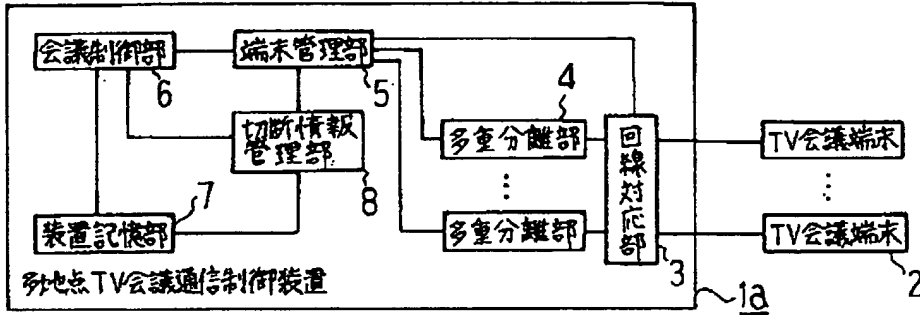 会議制御部
6
端末管理部
5
切断情報
管理部
8
装置記憶部
7
多重分離部
4
⋮
多重分離部
回線対応部
3
TV会議端末
⋮
TV会議端末
2
多地点TV会議通信制御装置
1a